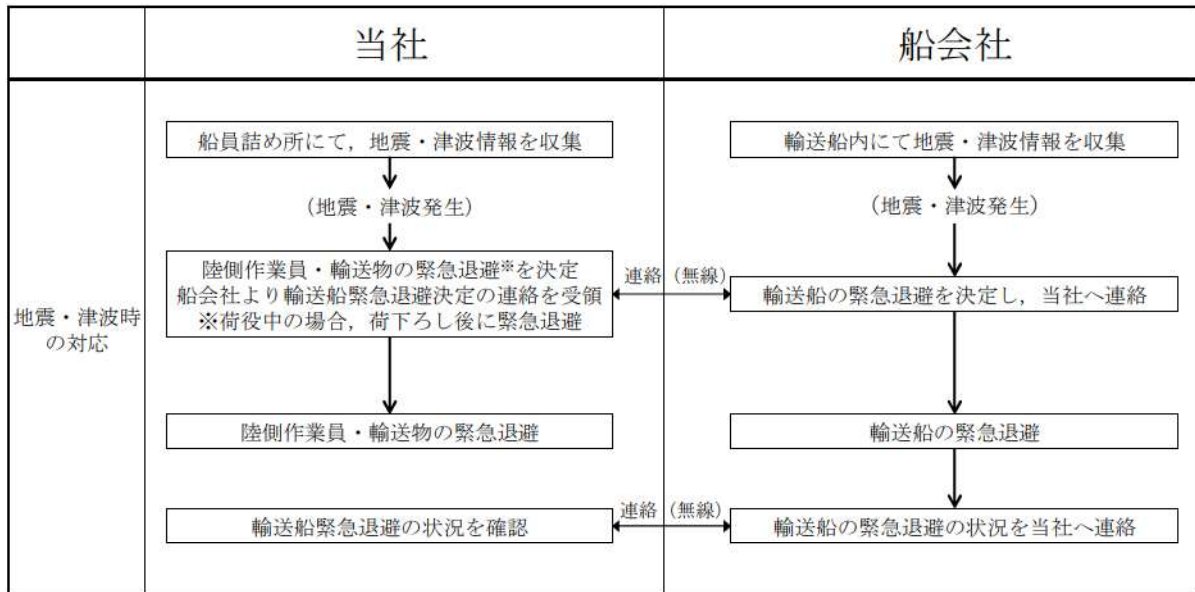 当社
船会社
地震・津波時
の対応
船員詰め所にて，地震・津波情報を収集
輸送船内にて地震・津波情報を収集
（地震・津波発生）
（地震・津波発生）
陸側作業員・輸送物の緊急退避※を決定
船会社より輸送船緊急退避決定の連絡を受領
※荷役中の場合，荷下ろし後に緊急退避
連絡（無線）
輸送船の緊急退避を決定し，当社へ連絡
陸側作業員・輸送物の緊急退避
輸送船の緊急退避
輸送船緊急退避の状況を確認
連絡（無線）
輸送船の緊急退避の状況を当社へ連絡